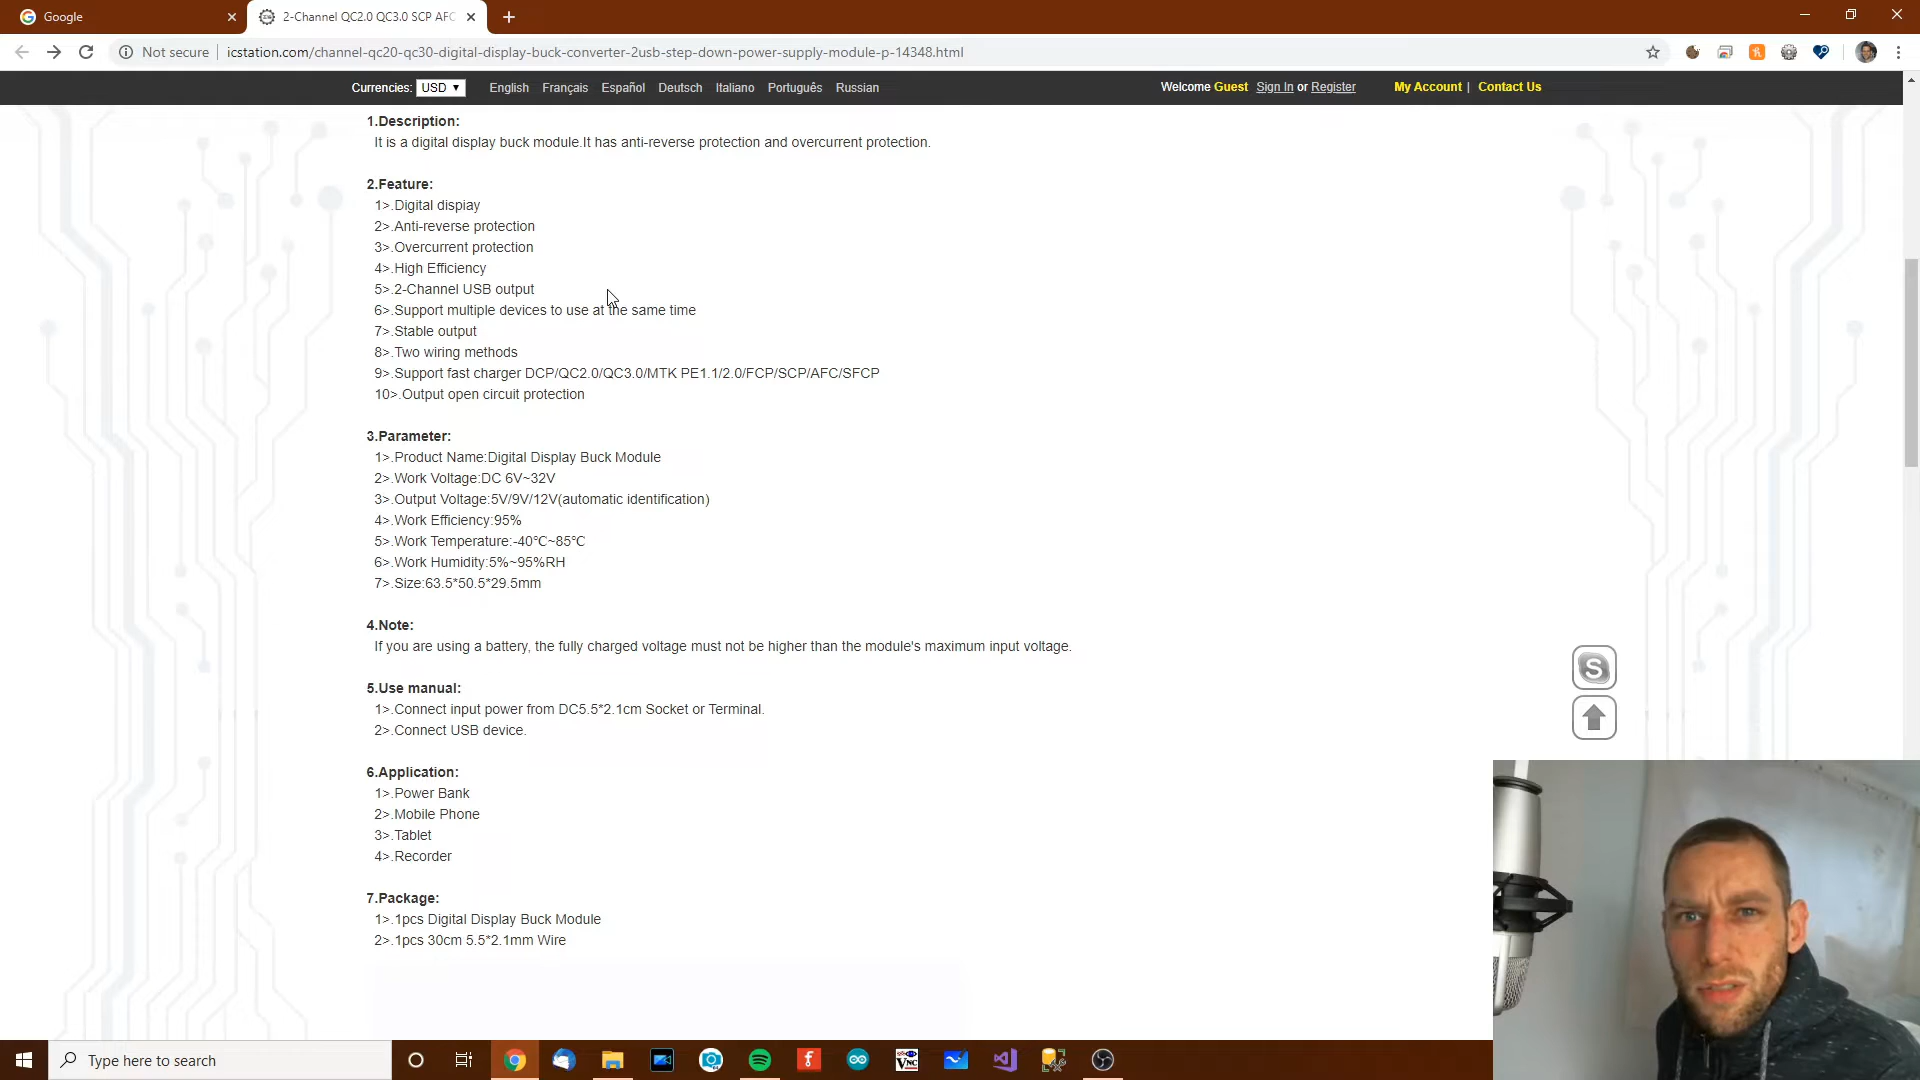 Google
2-Channel QC2.0 QC3.0 SCP AFC
Not secure
icstation.com/channel-qc20-qc30-digital-display-buck-converter-2usb-step-down-power-supply-module-p-14348.html
Currencies: USD English Français Español Deutsch Italiano Português Russian
Welcome Guest Sign In or Register My Account | Contact Us
1.Description:
It is a digital display buck module.It has anti-reverse protection and overcurrent protection.
2.Feature:
1>.Digital display
2>.Anti-reverse protection
3>.Overcurrent protection
4>.High Efficiency
5>.2-Channel USB output
6>.Support multiple devices to use at the same time
7>.Stable output
8>.Two wiring methods
9>.Support fast charger DCP/QC2.0/QC3.0/MTK PE1.1/2.0/FCP/SCP/AFC/SFCP
10>.Output open circuit protection
3.Parameter:
1>.Product Name:Digital Display Buck Module
2>.Work Voltage:DC 6V~32V
3>.Output Voltage:5V/9V/12V(automatic identification)
4>.Work Efficiency:95%
5>.Work Temperature:-40℃~85℃
6>.Work Humidity:5%~95%RH
7>.Size:63.5*50.5*29.5mm
4.Note:
If you are using a battery, the fully charged voltage must not be higher than the module's maximum input voltage.
5.Use manual:
1>.Connect input power from DC5.5*2.1cm Socket or Terminal.
2>.Connect USB device.
6.Application:
1>.Power Bank
2>.Mobile Phone
3>.Tablet
4>.Recorder
7.Package:
1>.1pcs Digital Display Buck Module
2>.1pcs 30cm 5.5*2.1mm Wire
Type here to search